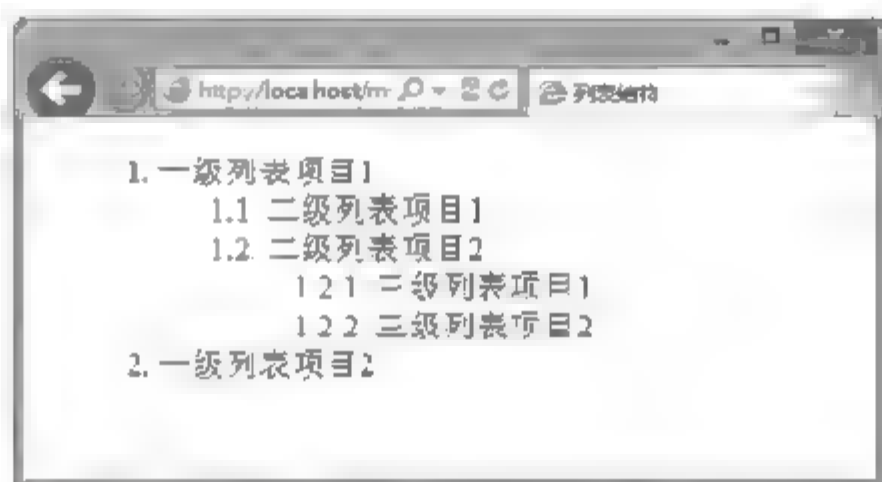 http://localhost/m 列表结构
1. 一级列表项目1
1.1 二级列表项目1
1.2. 二级列表项目2
1 2 1 三级列表项目1
1 2 2 三级列表项目2
2. 一级列表项目2